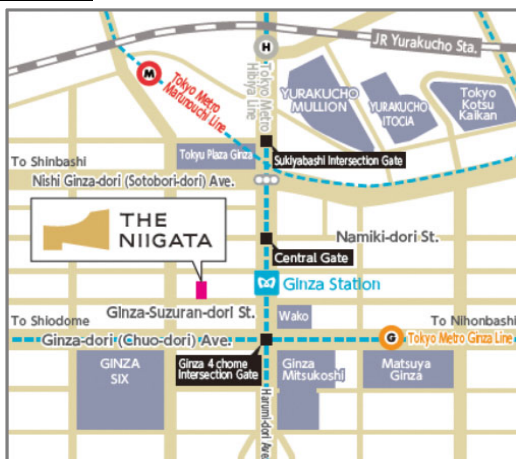 JR Yurakucho Sta.
H
M
Tokyo Metro
Marunouchi Line
Tokyo Metro
Hibiya Line
YURAKUCHO
MULLION
YURAKUCHO
ITOCIA
Tokyo
Kotsu
Kaikan
To Shinbashi
Tokyu Plaza Ginza
Sukiyabashi Intersection Gate
Nishi Ginza-dori (Sotobori-dori) Ave.
THE
NIIGATA
Namiki-dori St.
Central Gate
Ginza Station
Ginza-Suzuran-dori St.
Wako
To Shiodome
To Nihonbashi
Ginza-dori (Chuo-dori) Ave.
G
Tokyo Metro Ginza Line
GINZA
SIX
Ginza 4 chome
Intersection Gate
Ginza
Mitsukoshi
Matsuya
Ginza
Harumi-dori Ave.